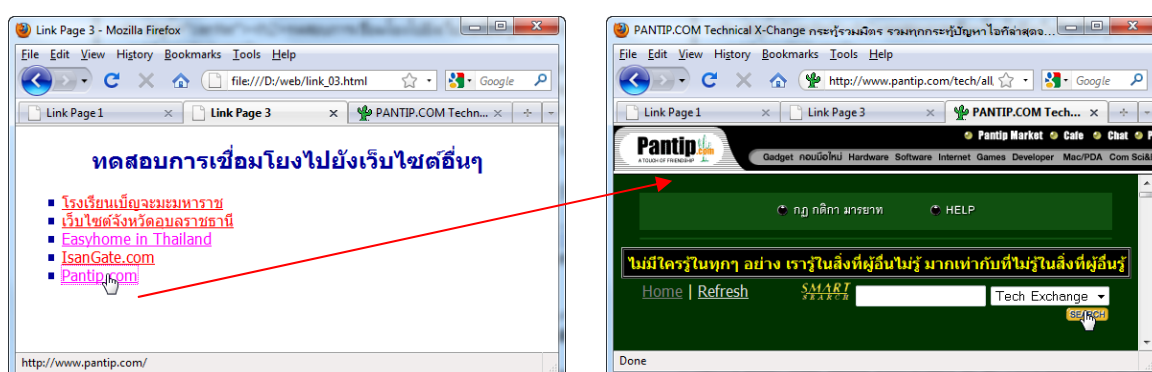 Link Page 3 - Mozilla Firefox
File Edit View History Bookmarks Tools Help
file:///D:/web/link_03.html
Google
Link Page 1
Link Page 3
PANTIP.COM Techn...
ทดสอบการเชื่อมโยงไปยังเว็บไซต์อื่นๆ
โรงเรียนเบ็ญจะมะมหาราช
เว็บไซต์จังหวัดอุบลราชธานี
Easyhome in Thailand
IsanGate.com
Pantip.com
http://www.pantip.com/
PANTIP.COM Technical X-Change กระทู้รวมมิตร รวมทุกกระทู้ปัญหาไอทีล่าสุดจ...
File Edit View History Bookmarks Tools Help
http://www.pantip.com/tech/all,
Google
Link Page 1
Link Page 3
PANTIP.COM Tech...
Pantip.com
A TOUCH OF FRIENDSHIP
Pantip Market Cafe Chat P
Gadget คอมมือใหม่ Hardware Software Internet Games Developer Mac/PDA Com Sci&
กฎ กติกา มารยาท
HELP
ไม่มีใครรู้ในทุกๆ อย่าง เรารู้ในสิ่งที่ผู้อื่นไม่รู้ มากเท่ากับที่ไม่รู้ในสิ่งที่ผู้อื่นรู้
Home | Refresh
SMART SEARCH
Tech Exchange
SEARCH
Done